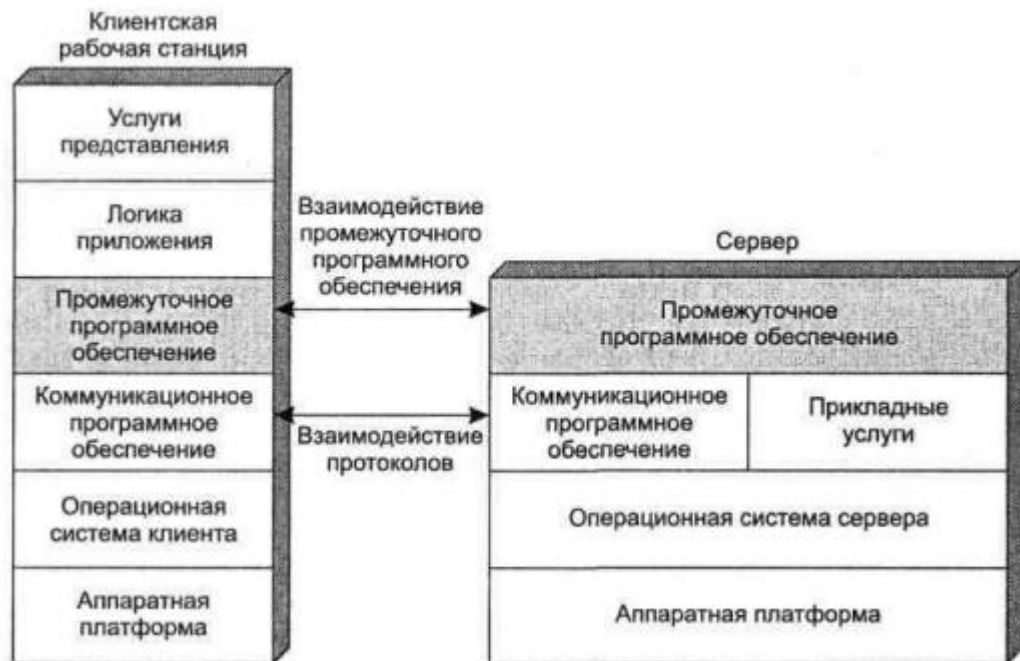 Клиентская
рабочая станция
Услуги
представления
Логика
приложения
Промежуточное
программное
обеспечение
Коммуникационное
программное
обеспечение
Операционная
система клиента
Аппаратная
платформа
Взаимодействие
промежуточного
программного
обеспечения
Взаимодействие
протоколов
Сервер
Промежуточное
программное обеспечение
Коммуникационное
программное
обеспечение
Прикладные
услуги
Операционная система сервера
Аппаратная платформа